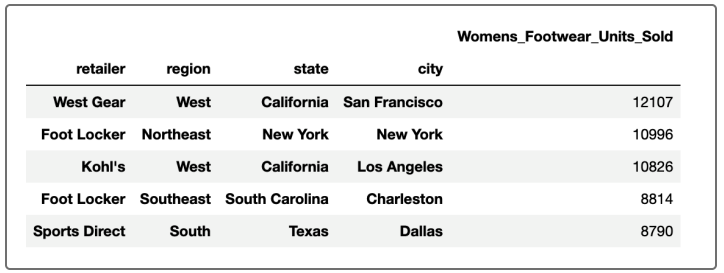 Womens_Footwear_Units_Sold
retailer region state city
West Gear West California San Francisco 12107
Foot Locker Northeast New York New York 10996
Kohl's West California Los Angeles 10826
Foot Locker Southeast South Carolina Charleston 8814
Sports Direct South Texas Dallas 8790